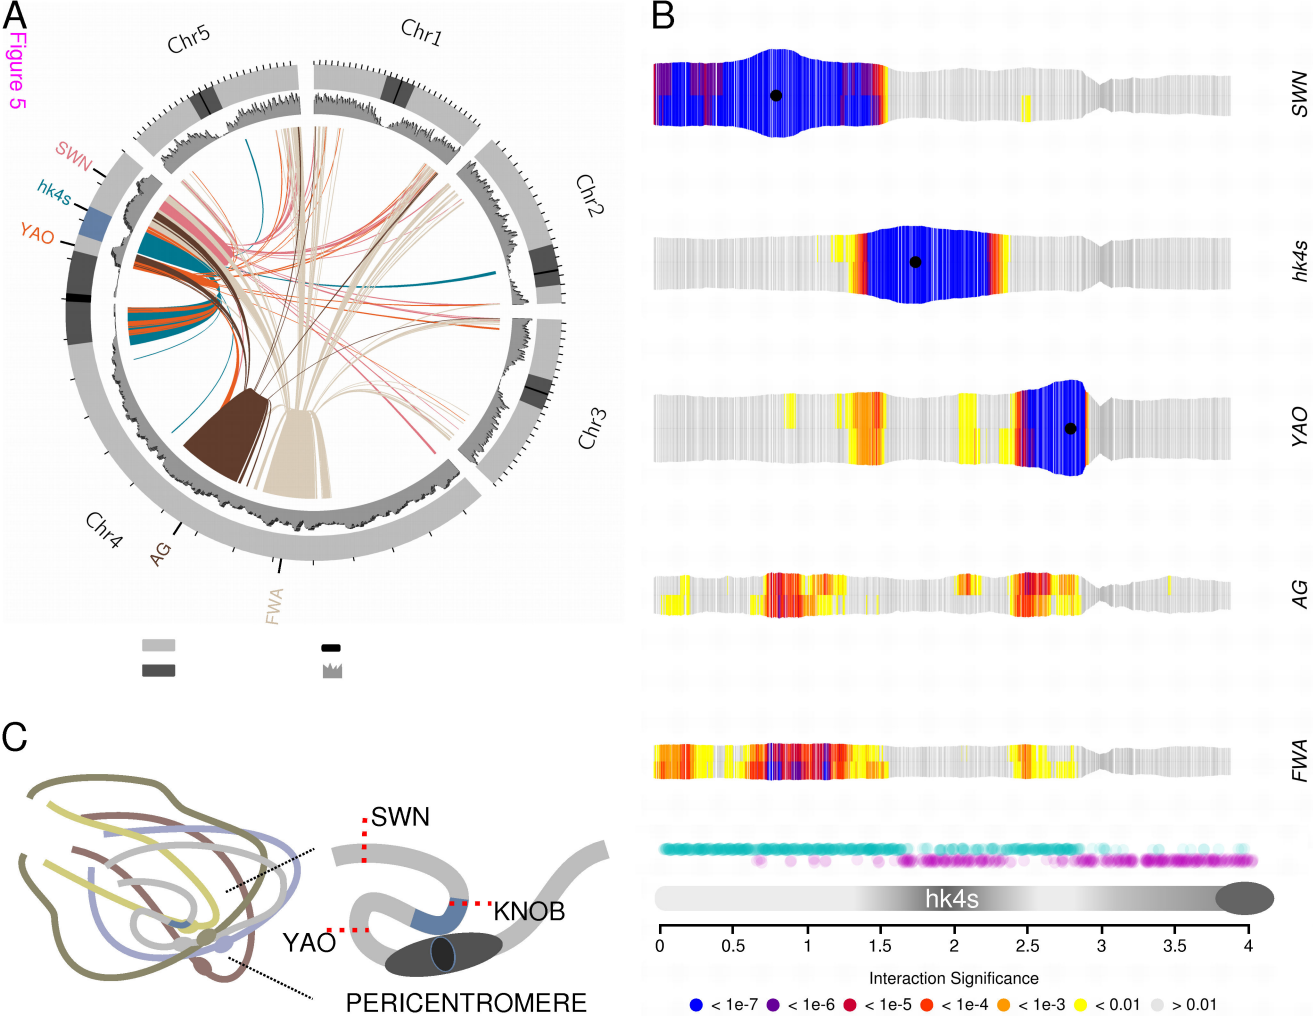 A
B
Figure 5
Chr5
Chr1
Chr2
Chr3
Chr4
SWN
hk4s
YAO
AG
FWA
SWN
hk4s
YAO
AG
FWA
hk4s
0 0.5 1 1.5 2 2.5 3 3.5 4
Interaction Significance
< 1e-7 < 1e-6 < 1e-5 < 1e-4 < 1e-3 < 0.01 > 0.01
C
SWN
KNOB
YAO
PERICENTROMERE